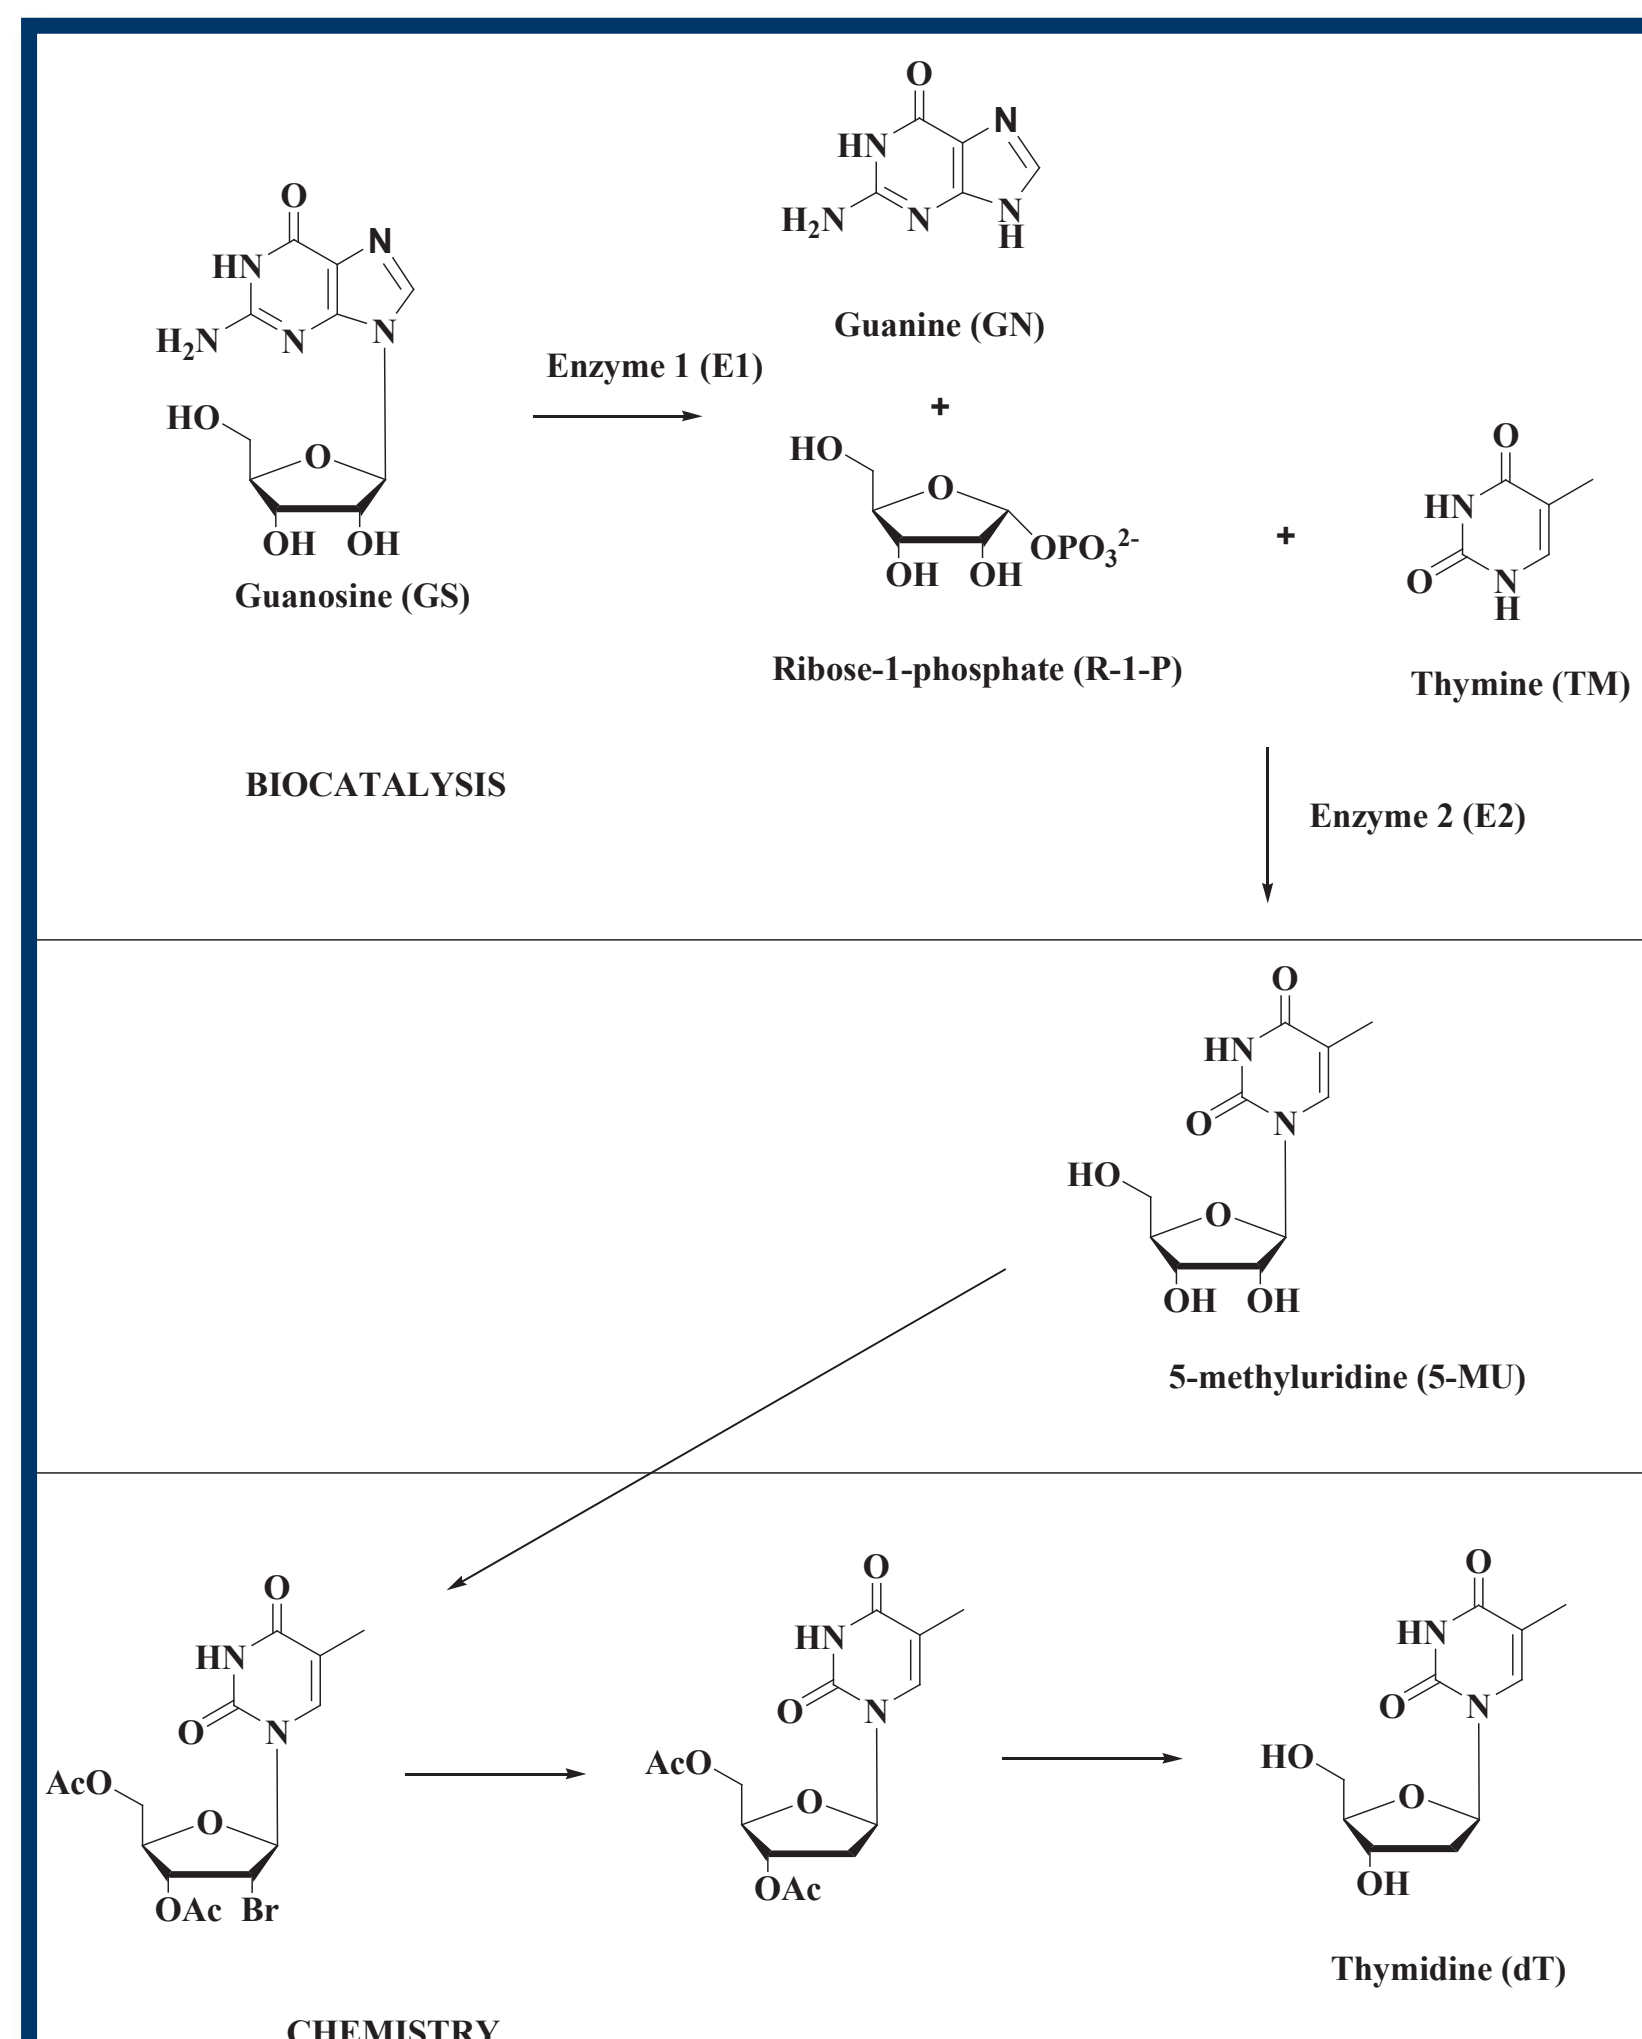 O
N
HN
H2N
N
N
H
Guanine (GN)
O
N
HN
H2N
N
N
HO
O
OH OH
Guanosine (GS)
Enzyme 1 (E1)
+
HO
O
OPO3 2-
OH OH
Ribose-1-phosphate (R-1-P)
+
O
HN
O
N
H
Thymine (TM)
BIOCATALYSIS
Enzyme 2 (E2)
O
HN
O
N
HO
O
OH OH
5-methyluridine (5-MU)
O
HN
O
N
AcO
O
OAc Br
O
HN
O
N
AcO
O
OAc
O
HN
O
N
HO
O
OH
Thymidine (dT)
CHEMISTRY